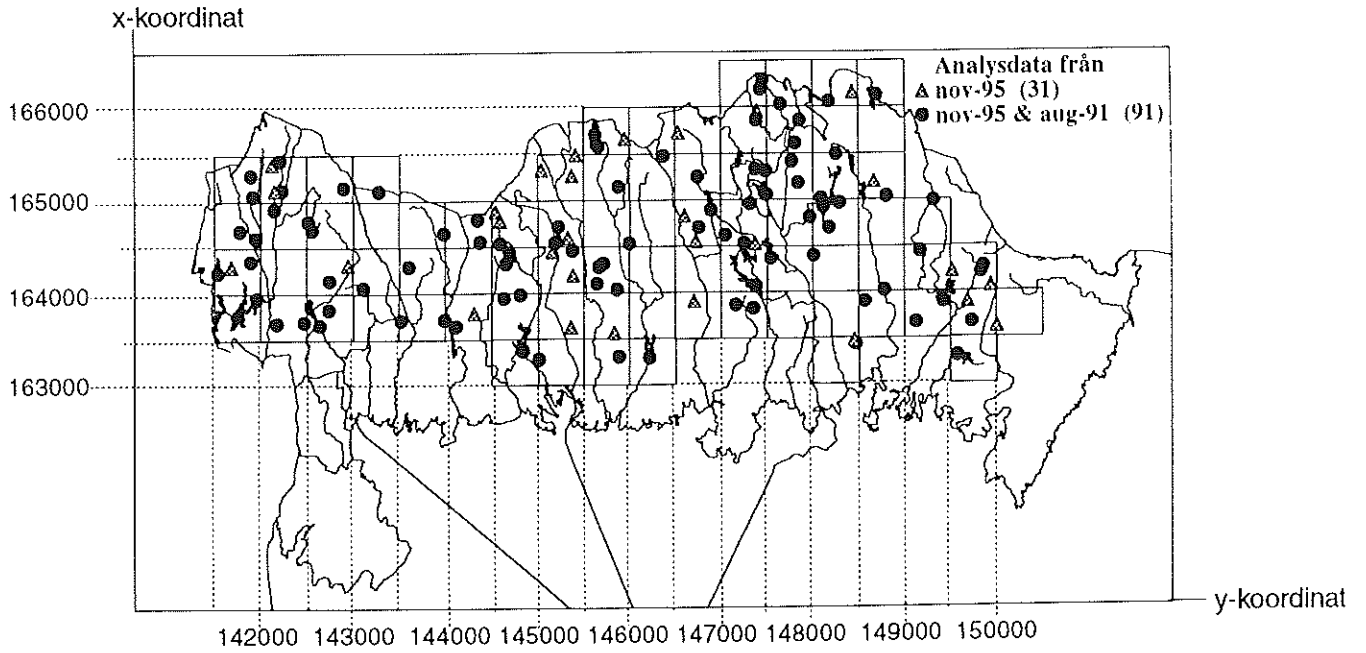 x-koordinat
Analysdata från
nov-95 (31)
nov-95 & aug-91 (91)
166000
165000
164000
163000
y-koordinat
142000 143000 144000 145000 146000 147000 148000 149000 150000